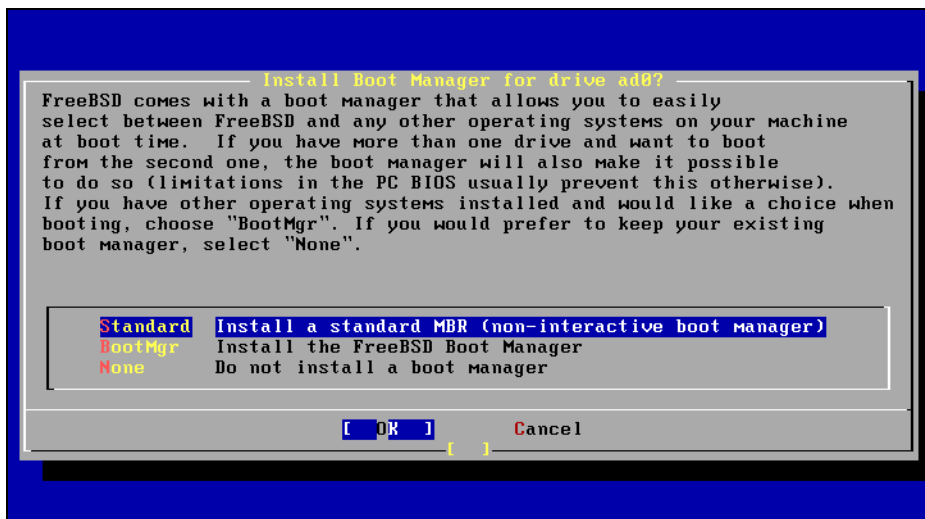 Install Boot Manager for drive ad0?
FreeBSD comes with a boot manager that allows you to easily
select between FreeBSD and any other operating systems on your machine
at boot time.  If you have more than one drive and want to boot
from the second one, the boot manager will also make it possible
to do so (limitations in the PC BIOS usually prevent this otherwise).
If you have other operating systems installed and would like a choice when
booting, choose "BootMgr". If you would prefer to keep your existing
boot manager, select "None".
Standard  Install a standard MBR (non-interactive boot manager)
BootMgr   Install the FreeBSD Boot Manager
None      Do not install a boot manager
[  OK  ]      Cancel
[  ]